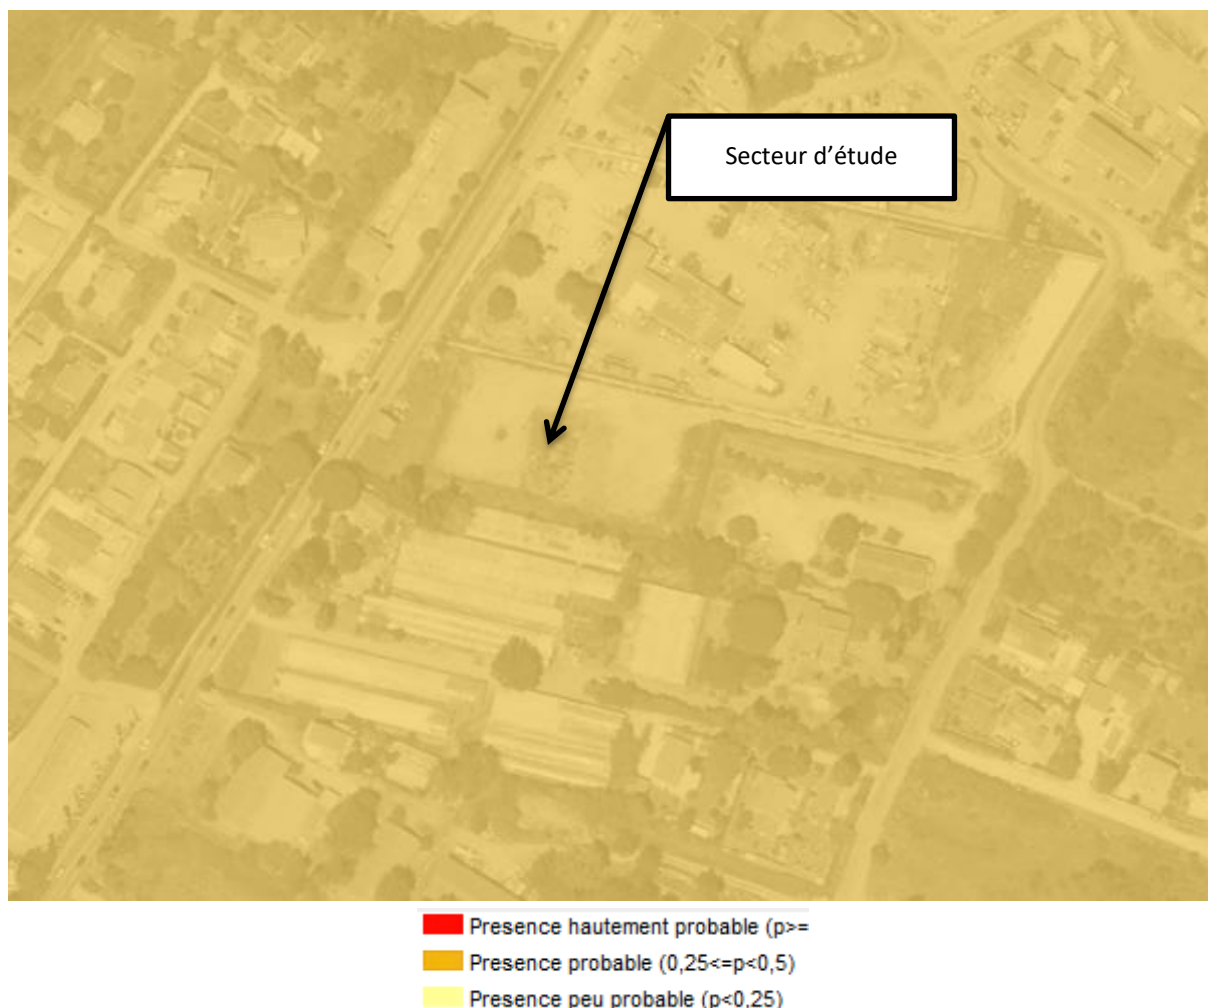 Secteur d'étude
Presence hautement probable (p>=
Presence probable (0,25<=p<0,5)
Presence peu probable (p<0,25)